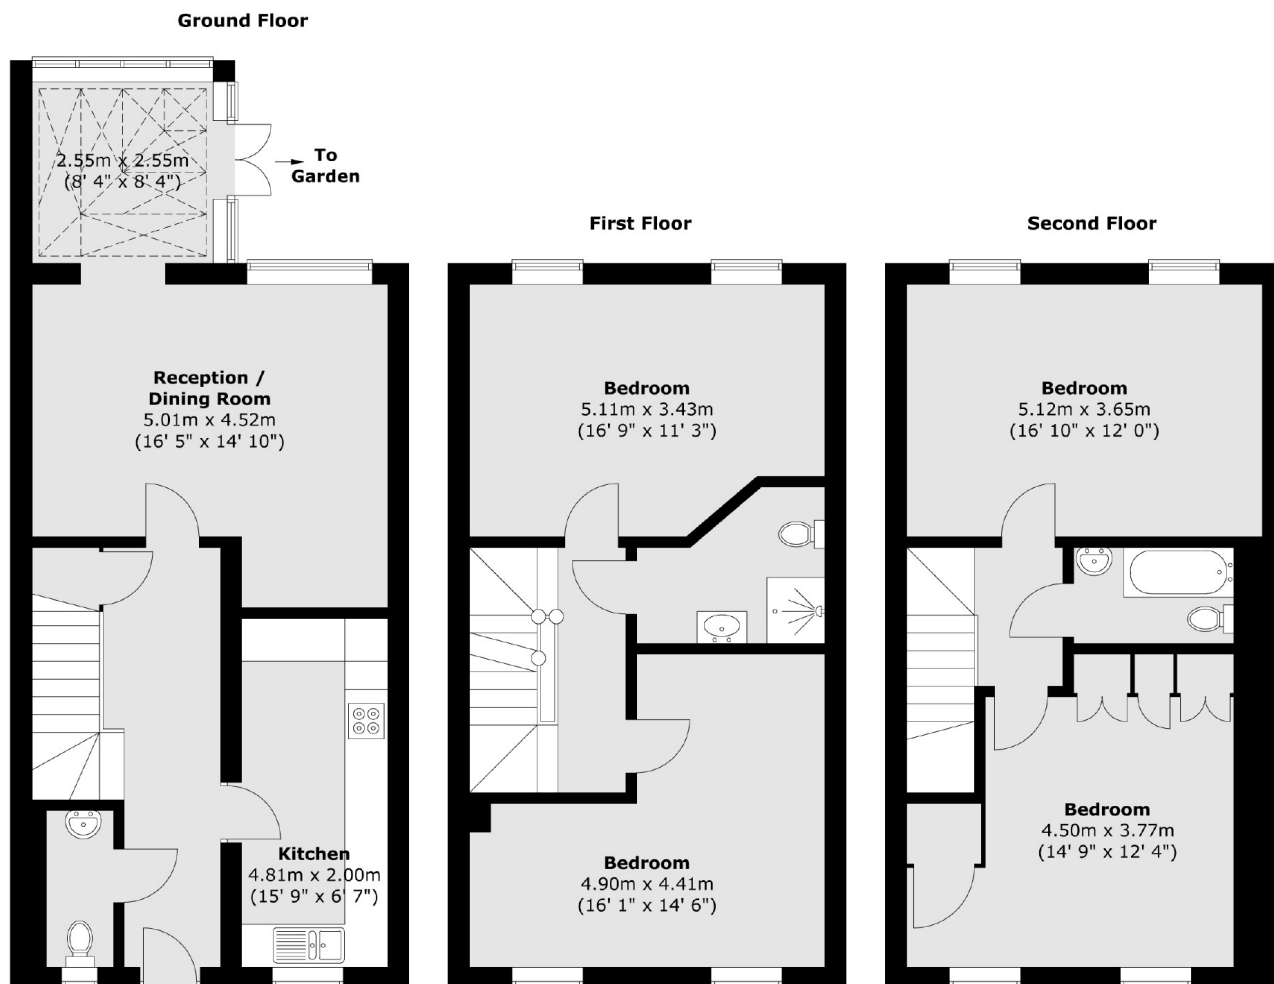 Ground Floor
2.55m x 2.55m
(8' 4" x 8' 4")
To
Garden
Reception /
Dining Room
5.01m x 4.52m
(16' 5" x 14' 10")
Kitchen
4.81m x 2.00m
(15' 9" x 6' 7")
First Floor
Bedroom
5.11m x 3.43m
(16' 9" x 11' 3")
Bedroom
4.90m x 4.41m
(16' 1" x 14' 6")
Second Floor
Bedroom
5.12m x 3.65m
(16' 10" x 12' 0")
Bedroom
4.50m x 3.77m
(14' 9" x 12' 4")